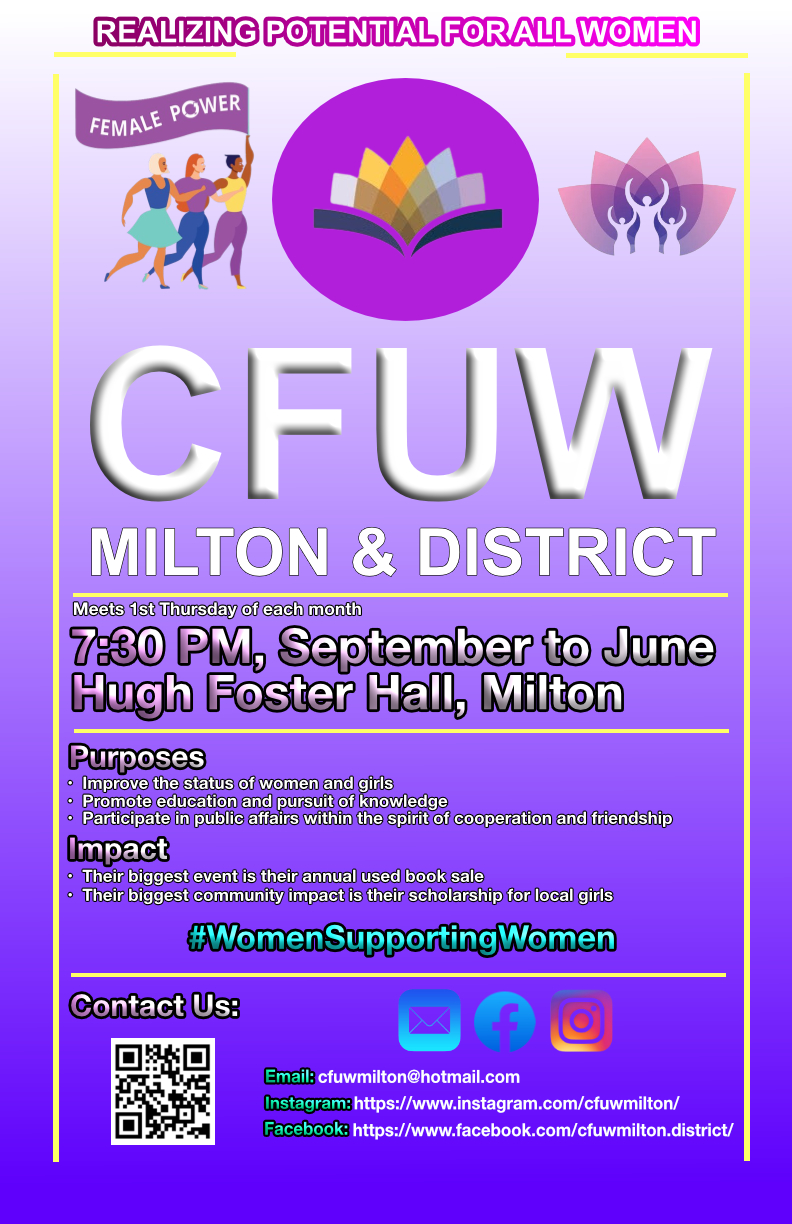 REALIZING POTENTIAL FOR ALL WOMEN
FEMALE POWER
CFUW
MILTON & DISTRICT
Meets 1st Thursday of each month
7:30 PM, September to June
Hugh Foster Hall, Milton
Purposes
• Improve the status of women and girls
• Promote education and pursuit of knowledge
• Participate in public affairs within the spirit of cooperation and friendship
Impact
• Their biggest event is their annual used book sale
• Their biggest community impact is their scholarship for local girls
#WomenSupportingWomen
Contact Us:
Email: cfuwmilton@hotmail.com
Instagram: https://www.instagram.com/cfuwmilton/
Facebook: https://www.facebook.com/cfuwmilton.district/